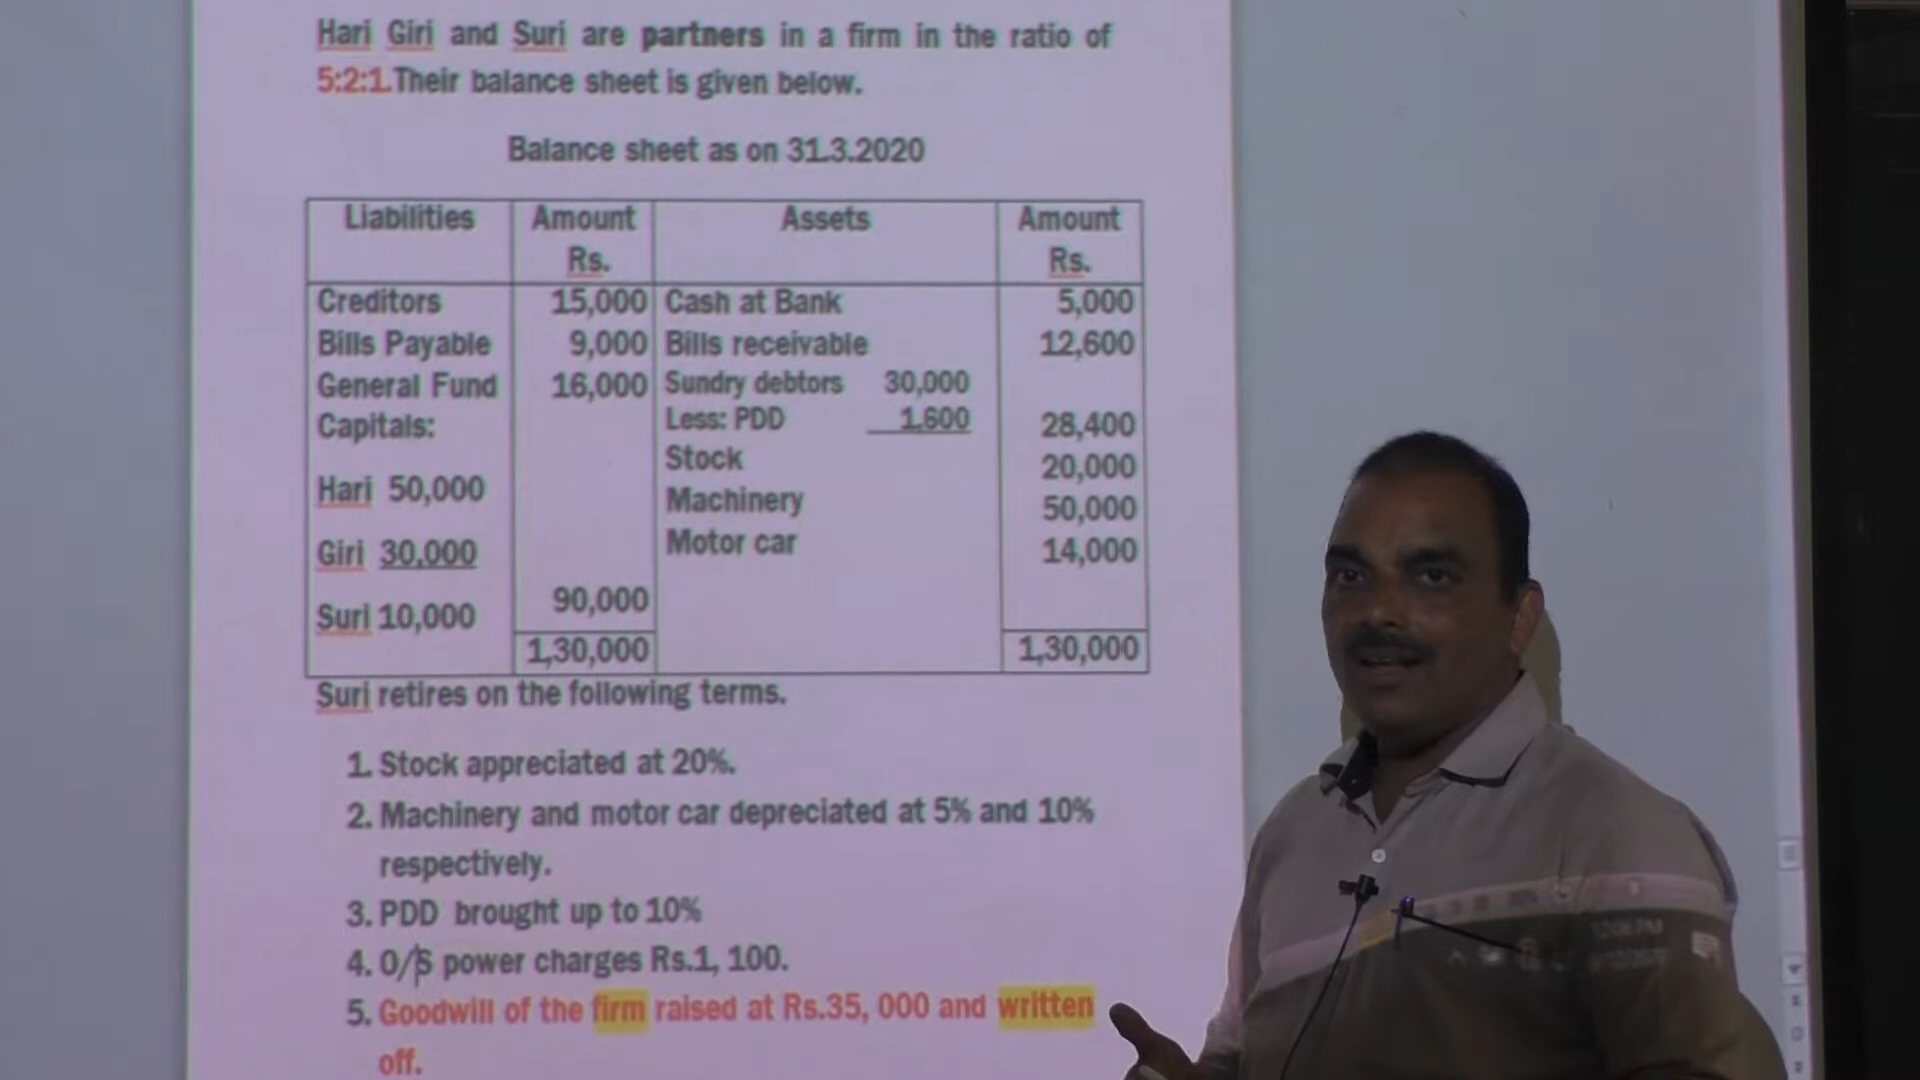 Hari Giri and Suri are partners in a firm in the ratio of
5:2:1.Their balance sheet is given below.
Balance sheet as on 31.3.2020
Liabilities Amount Rs. Assets Amount Rs.
Creditors 15,000 Cash at Bank 5,000
Bills Payable 9,000 Bills receivable 12,600
General Fund 16,000 Sundry debtors 30,000
Capitals: Less: PDD 1,600 28,400
Stock 20,000
Hari 50,000 Machinery 50,000
Giri 30,000 Motor car 14,000
Suri 10,000 90,000
1,30,000 1,30,000
Suri retires on the following terms.
1. Stock appreciated at 20%.
2. Machinery and motor car depreciated at 5% and 10%
respectively.
3. PDD brought up to 10%
4. O/S power charges Rs.1, 100.
5. Goodwill of the firm raised at Rs.35, 000 and written
off.